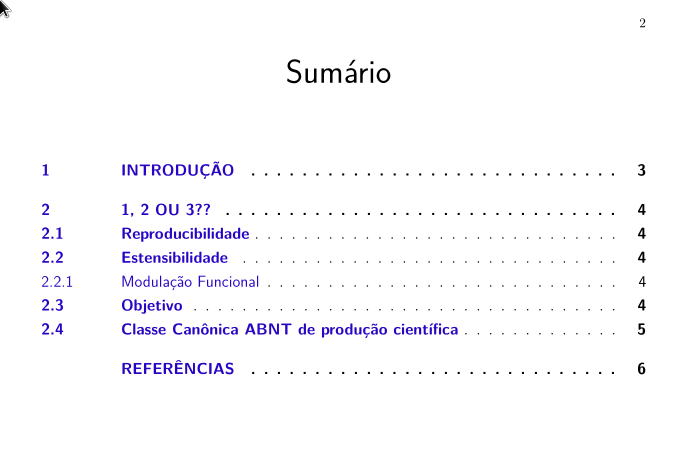 2
Sumário
1 INTRODUÇÃO . . . . . . . . . . . . . . . . . . . . . . . . . . . . . 3
2 1, 2 OU 3?? . . . . . . . . . . . . . . . . . . . . . . . . . . . . . . . 4
2.1 Reproducibilidade . . . . . . . . . . . . . . . . . . . . . . . . . . . . . 4
2.2 Estensibilidade . . . . . . . . . . . . . . . . . . . . . . . . . . . . . . 4
2.2.1 Modulação Funcional . . . . . . . . . . . . . . . . . . . . . . . . . . . . 4
2.3 Objetivo . . . . . . . . . . . . . . . . . . . . . . . . . . . . . . . . . . 4
2.4 Classe Canônica ABNT de produção científica . . . . . . . . . . . . . 5
REFERÊNCIAS . . . . . . . . . . . . . . . . . . . . . . . . . . . . . 6